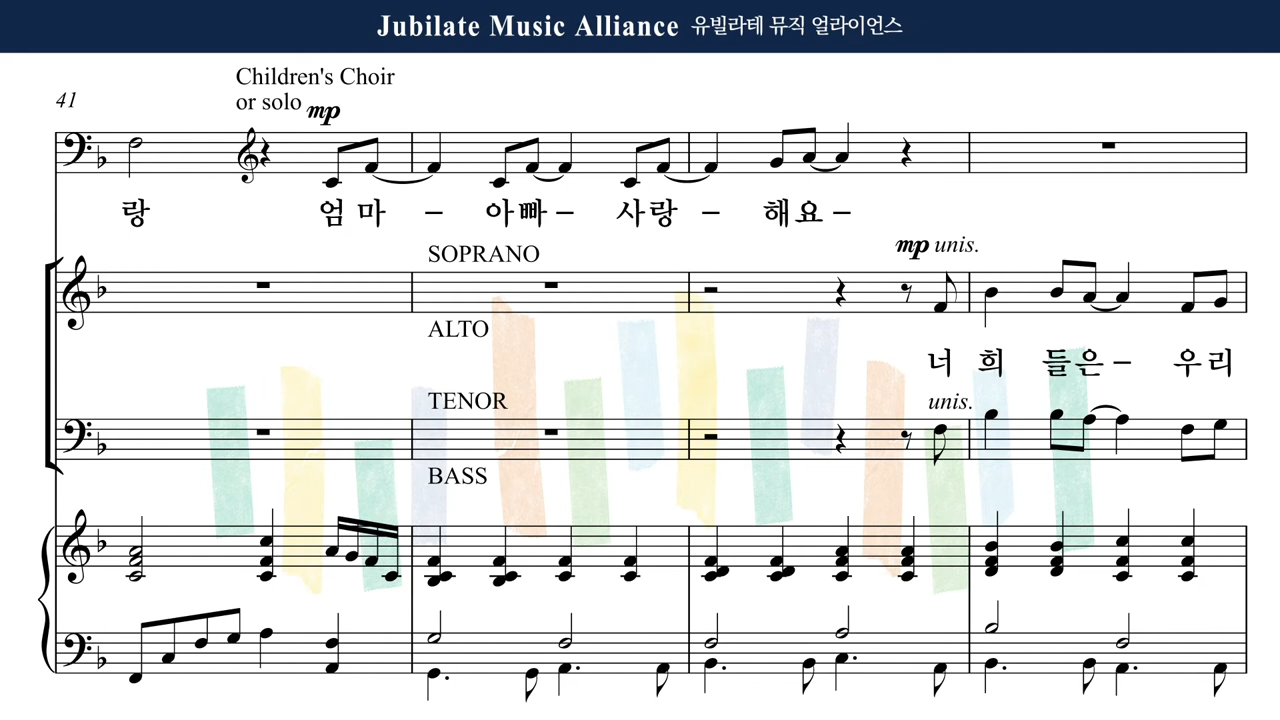 Jubilate Music Alliance 유빌라테 뮤직 얼라이언스
Children's Choir
or solo mp
41
랑 엄 마 – 아빠 – 사랑 – 해요 –
mp unis.
SOPRANO
ALTO
너 희 들은 – 우리
TENOR
unis.
BASS